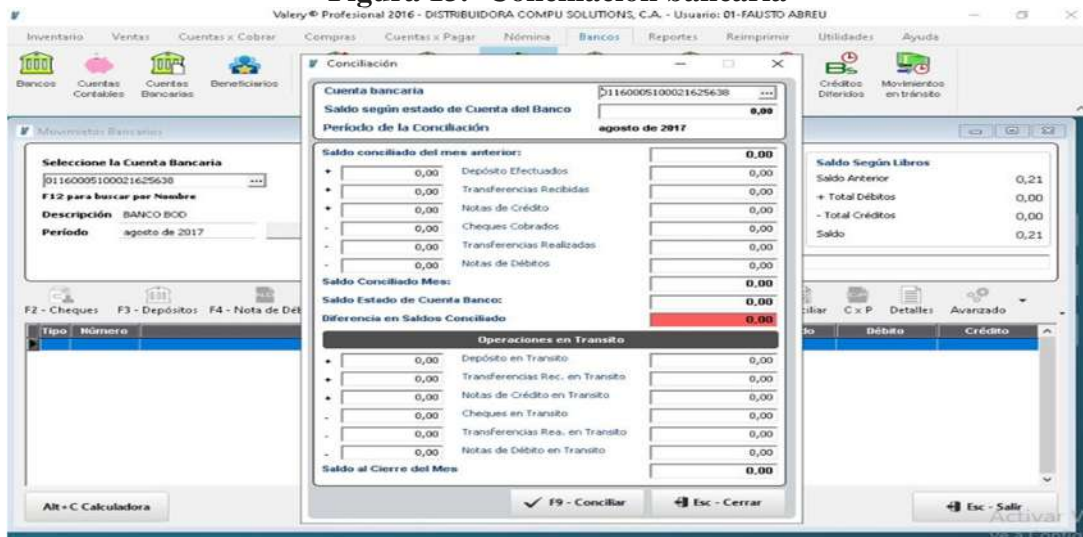 Figura 19. Conciliación bancaria
Valery® Profesional 2016 - DISTRIBUIDORA COMPU SOLUTIONS, C.A. - Usuario: 01-FAUSTO ABREU
Inventario Ventas Cuentas x Cobrar Compras Cuentas x Pagar Nómina Bancos Reportes Reimprimir Utilidades Ayuda
Bancos
Cuentas Contables
Cuentas Bancarias
Beneficiarios
Créditos Diferidos
Movimientos en tránsito
Movimientos Bancarios
Seleccione la Cuenta Bancaria
01160005100021625638 ...
F12 para buscar por Nombre
Descripción BANCO BOD
Período agosto de 2017
F2 - Cheques F3 - Depósitos F4 - Nota de Déb
Tipo Número
Alt+C Calculadora
Conciliación
Cuenta bancaria 01160005100021625638 ...
Saldo según estado de Cuenta del Banco 0,00
Período de la Conciliación agosto de 2017
Saldo conciliado del mes anterior: 0,00
+ 0,00 Depósito Efectuados 0,00
+ 0,00 Transferencias Recibidas 0,00
+ 0,00 Notas de Crédito 0,00
- 0,00 Cheques Cobrados 0,00
- 0,00 Transferencias Realizadas 0,00
- 0,00 Notas de Débitos 0,00
Saldo Conciliado Mes: 0,00
Saldo Estado de Cuenta Banco: 0,00
Diferencia en Saldos Conciliado 0,00
Operaciones en Transito
+ 0,00 Depósito en Transito 0,00
+ 0,00 Transferencias Rec. en Transito 0,00
+ 0,00 Notas de Crédito en Transito 0,00
- 0,00 Cheques en Transito 0,00
- 0,00 Transferencias Rea. en Transito 0,00
- 0,00 Notas de Débito en Transito 0,00
Saldo al Cierre del Mes 0,00
F9 - Conciliar Esc - Cerrar
Saldo Según Libros
Saldo Anterior 0,21
+ Total Débitos 0,00
- Total Créditos 0,00
Saldo 0,21
ciliar C x P Detalles Avanzado
do Débito Crédito
Esc - Salir
Activar